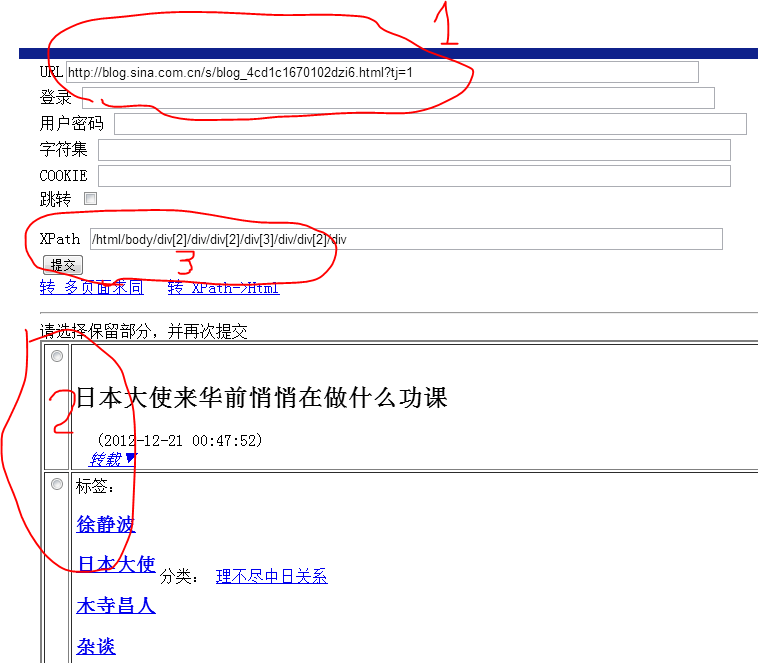 1
URL http://blog.sina.com.cn/s/blog_4cd1c1670102dzi6.html?tj=1
登录
用户密码
字符集
COOKIE
跳转
XPath /html/body/div[2]/div/div[2]/div[3]/div/div[2]/div
3
提交
转 多页面来同 转 XPath->Html
请选择保留部分，并再次提交
2
日本大使来华前悄悄在做什么功课
(2012-12-21 00:47:52)
转载▼
标签：
徐静波
日本大使
分类： 理不尽中日关系
木寺昌人
杂谈